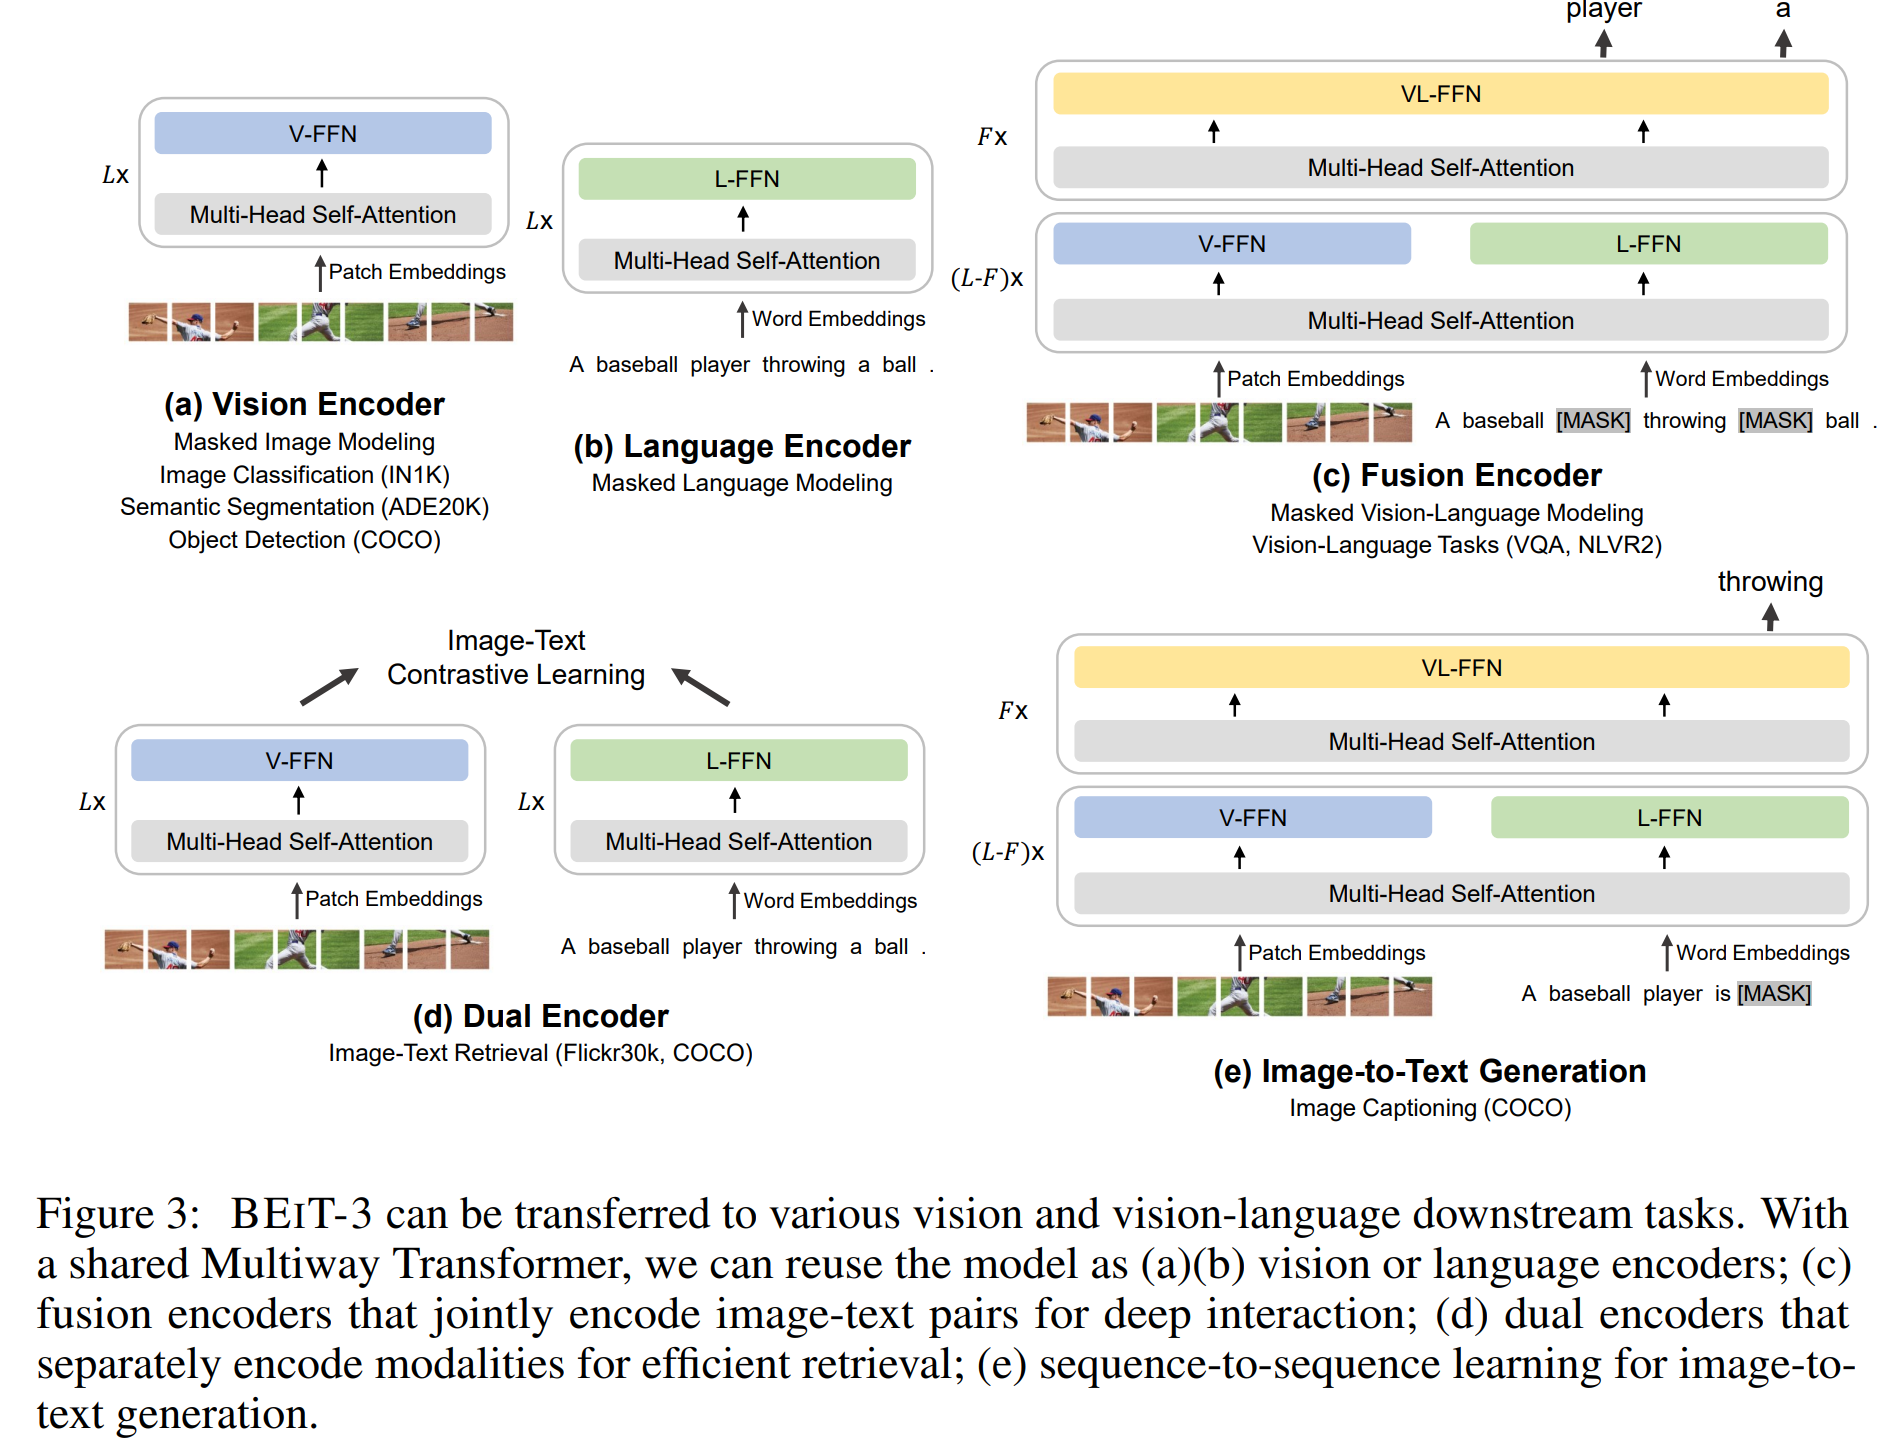 V-FFN
Lx
Multi-Head Self-Attention
Patch Embeddings
(a) Vision Encoder
Masked Image Modeling
Image Classification (IN1K)
Semantic Segmentation (ADE20K)
Object Detection (COCO)
L-FFN
Lx
Multi-Head Self-Attention
Word Embeddings
A baseball player throwing a ball .
(b) Language Encoder
Masked Language Modeling
player a
VL-FFN
Fx
Multi-Head Self-Attention
V-FFN L-FFN
(L-F)x
Multi-Head Self-Attention
Patch Embeddings Word Embeddings
A baseball [MASK] throwing [MASK] ball .
(c) Fusion Encoder
Masked Vision-Language Modeling
Vision-Language Tasks (VQA, NLVR2)
Image-Text
Contrastive Learning
V-FFN L-FFN
Lx Lx
Multi-Head Self-Attention Multi-Head Self-Attention
Patch Embeddings Word Embeddings
A baseball player throwing a ball .
(d) Dual Encoder
Image-Text Retrieval (Flickr30k, COCO)
throwing
VL-FFN
Fx
Multi-Head Self-Attention
V-FFN L-FFN
(L-F)x
Multi-Head Self-Attention
Patch Embeddings Word Embeddings
A baseball player is [MASK]
(e) Image-to-Text Generation
Image Captioning (COCO)
Figure 3: BEIT-3 can be transferred to various vision and vision-language downstream tasks. With
a shared Multiway Transformer, we can reuse the model as (a)(b) vision or language encoders; (c)
fusion encoders that jointly encode image-text pairs for deep interaction; (d) dual encoders that
separately encode modalities for efficient retrieval; (e) sequence-to-sequence learning for image-to-
text generation.